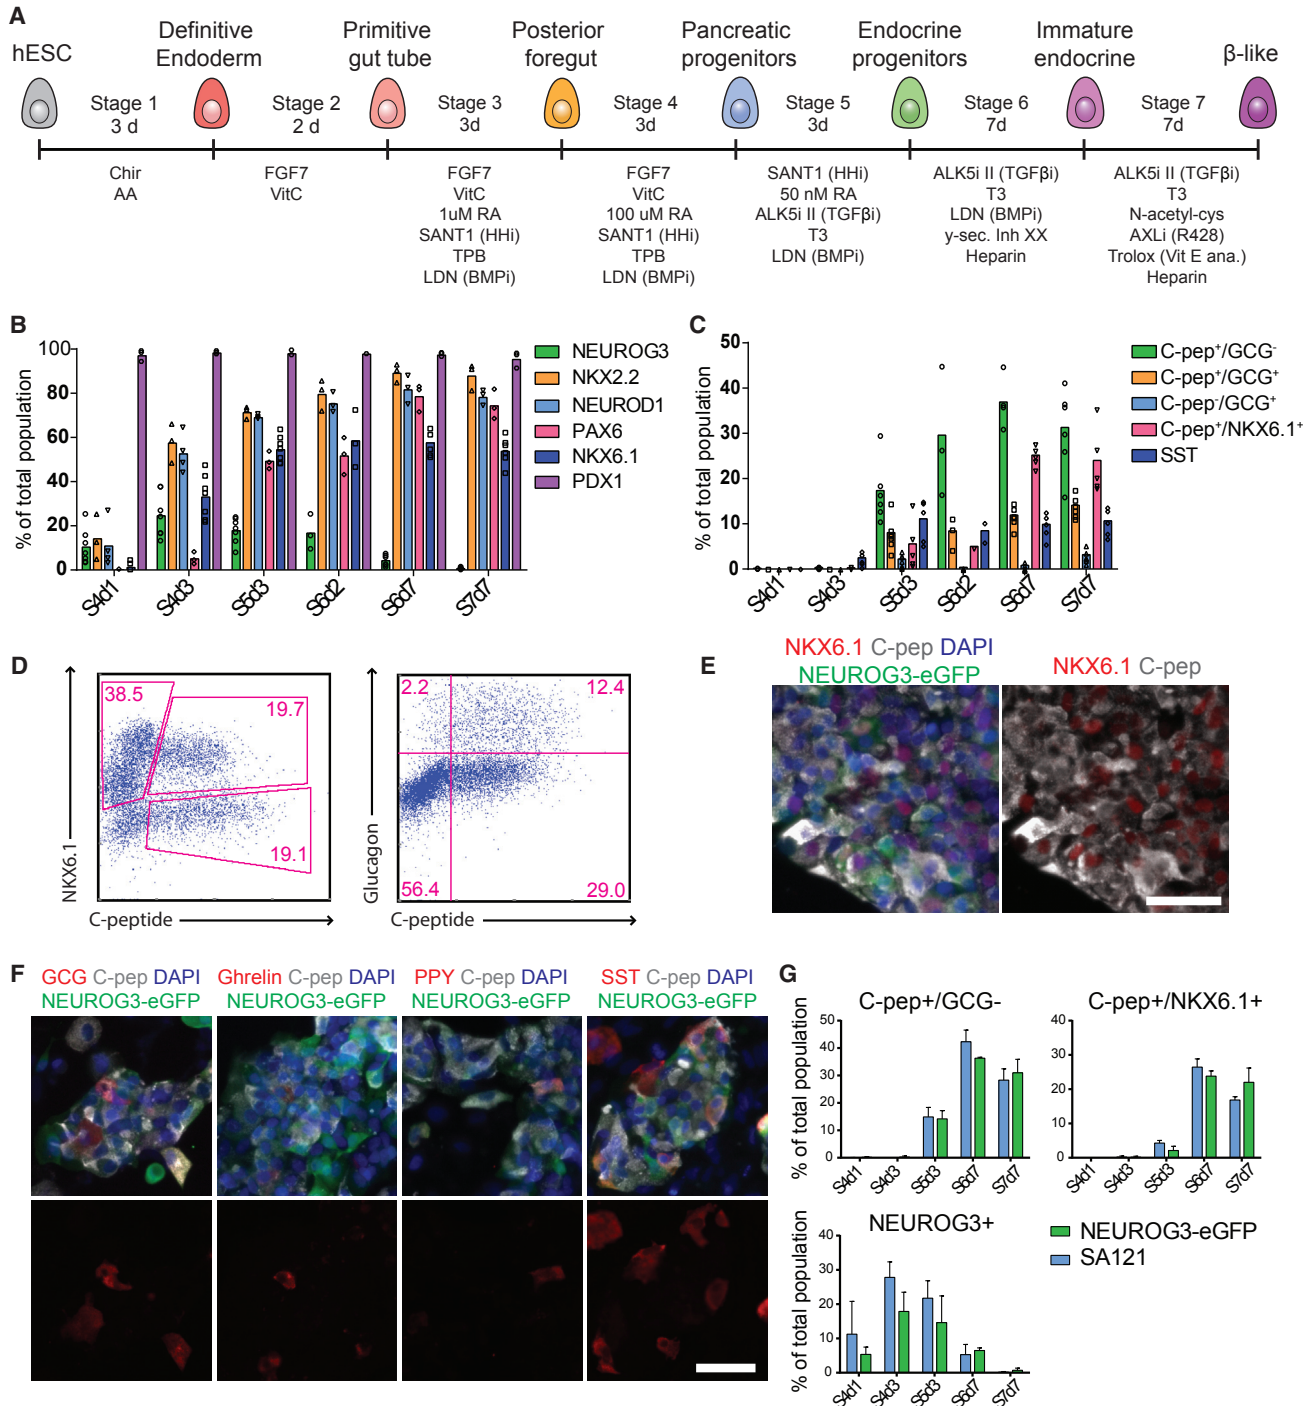 A
hESC
Definitive
Endoderm
Primitive
gut tube
Posterior
foregut
Pancreatic
progenitors
Endocrine
progenitors
Immature
endocrine
β-like
Stage 1
3 d
Stage 2
2 d
Stage 3
3d
Stage 4
3d
Stage 5
3d
Stage 6
7d
Stage 7
7d
Chir
AA
FGF7
VitC
FGF7
VitC
1uM RA
SANT1 (HHi)
TPB
LDN (BMPi)
FGF7
VitC
100 uM RA
SANT1 (HHi)
TPB
LDN (BMPi)
SANT1 (HHi)
50 nM RA
ALK5i II (TGFβi)
T3
LDN (BMPi)
ALK5i II (TGFβi)
T3
LDN (BMPi)
y-sec. Inh XX
Heparin
ALK5i II (TGFβi)
T3
N-acetyl-cys
AXLi (R428)
Trolox (Vit E ana.)
Heparin
B
% of total population
100
80
60
40
20
0
S4d1
S4d3
S5d3
S6d2
S6d7
S7d7
NEUROG3
NKX2.2
NEUROD1
PAX6
NKX6.1
PDX1
C
% of total population
50
40
30
20
10
0
S4d1
S4d3
S5d3
S6d2
S6d7
S7d7
C-pep⁺/GCG⁻
C-pep⁺/GCG⁺
C-pep⁻/GCG⁺
C-pep⁺/NKX6.1⁺
SST
D
NKX6.1
38.5
19.7
19.1
C-peptide
Glucagon
2.2
12.4
56.4
29.0
C-peptide
E
NKX6.1 C-pep DAPI
NEUROG3-eGFP
NKX6.1 C-pep
F
GCG C-pep DAPI
NEUROG3-eGFP
Ghrelin C-pep DAPI
NEUROG3-eGFP
PPY C-pep DAPI
NEUROG3-eGFP
SST C-pep DAPI
NEUROG3-eGFP
G
C-pep+/GCG-
% of total population
50
40
30
20
10
0
S4d1
S4d3
S5d3
S6d7
S7d7
C-pep+/NKX6.1+
40
30
20
10
0
S4d1
S4d3
S5d3
S6d7
S7d7
NEUROG3+
% of total population
40
30
20
10
0
S4d1
S4d3
S5d3
S6d7
S7d7
NEUROG3-eGFP
SA121